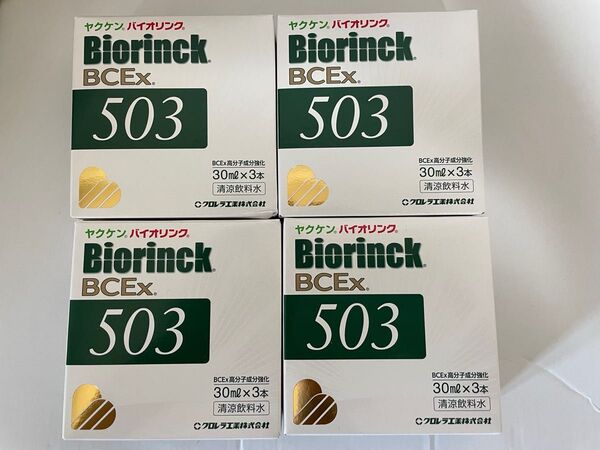 ヤクケン®バイオリンク®
Biorinck®
BCEx®
503
BCEx高分子成分強化
30ml×3本
清涼飲料水
クロレラ工業株式会社
ヤクケン®バイオリンク®
Biorinck®
BCEx®
503
BCEx高分子成分強化
30ml×3本
清涼飲料水
クロレラ工業株式会社
ヤクケン®バイオリンク®
Biorinck®
BCEx®
503
BCEx高分子成分強化
30ml×3本
清涼飲料水
クロレラ工業株式会社
ヤクケン®バイオリンク®
Biorinck®
BCEx®
503
BCEx高分子成分強化
30ml×3本
清涼飲料水
クロレラ工業株式会社